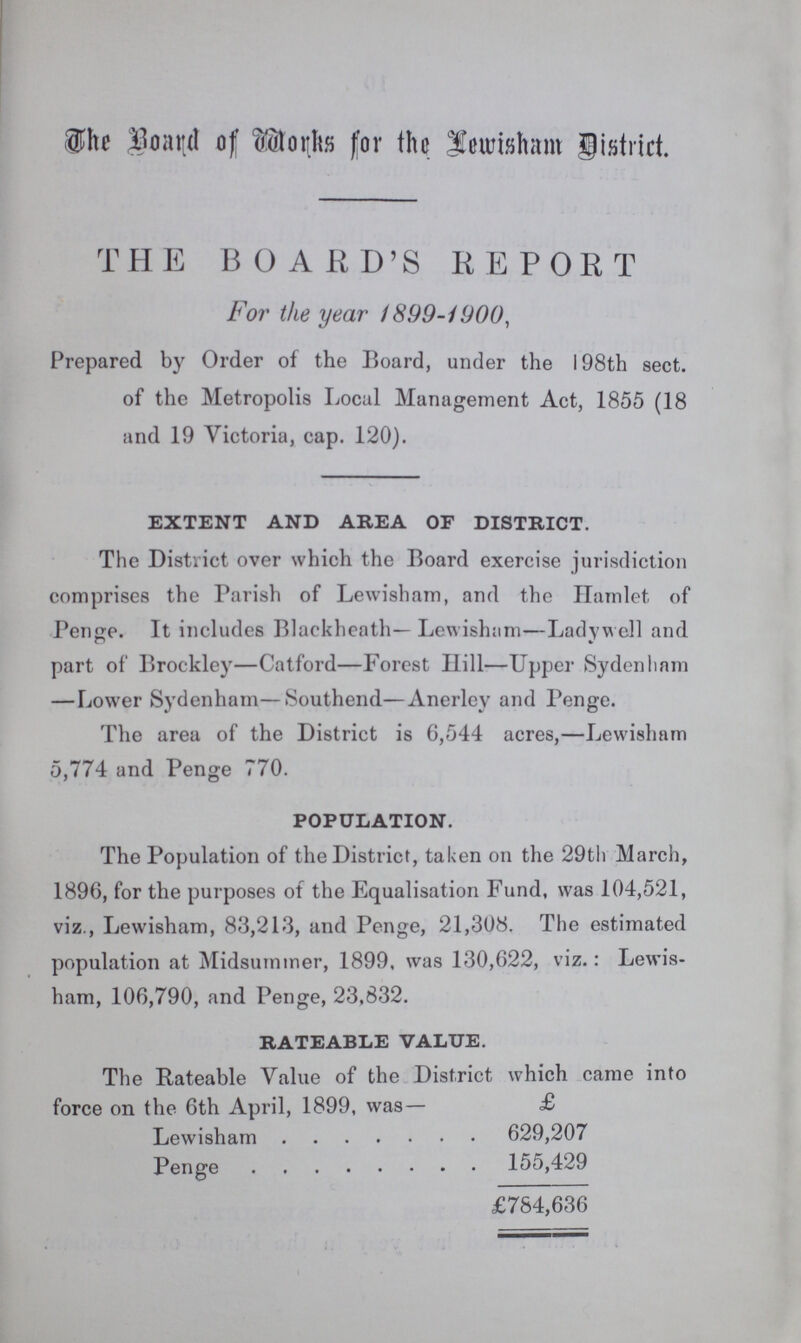 The Board of Works for the Lewisham District.
THE BOARD'S REPORT
For the year 1899-1900,
Prepared by Order of the Board, under the 198th sect.
of the Metropolis Local Management Act, 1855 (18
and 19 Victoria, cap. 120).
EXTENT AND AREA OF DISTRICT.
The District over which the Board exercise jurisdiction
comprises the Parish of Lewisham, and the Hamlet of
Penge. It includes Blackheath—Lewisham—Ladywell and
part of Brockley—Catford—Forest Hill—Upper Sydenham
—Lower Sydenham—Southend—Anerley and Penge.
The area of the District is 6,544 acres,—Lewisham
5,774 and Penge 770.
POPULATION.
The Population of the District, taken on the 29th March,
1896, for the purposes of the Equalisation Fund, was 104,521,
viz., Lewisham, 83,213, and Penge, 21,308. The estimated
population at Midsummer, 1899, was 130,622, viz.: Lewis-
ham, 106,790, and Penge, 23,832.
RATEABLE VALUE.
The Rateable Value of the District which came into
force on the 6th April, 1899, was— £
Lewisham . . . . . . . 629,207
Penge . . . . . . . . 155,429
£784,636